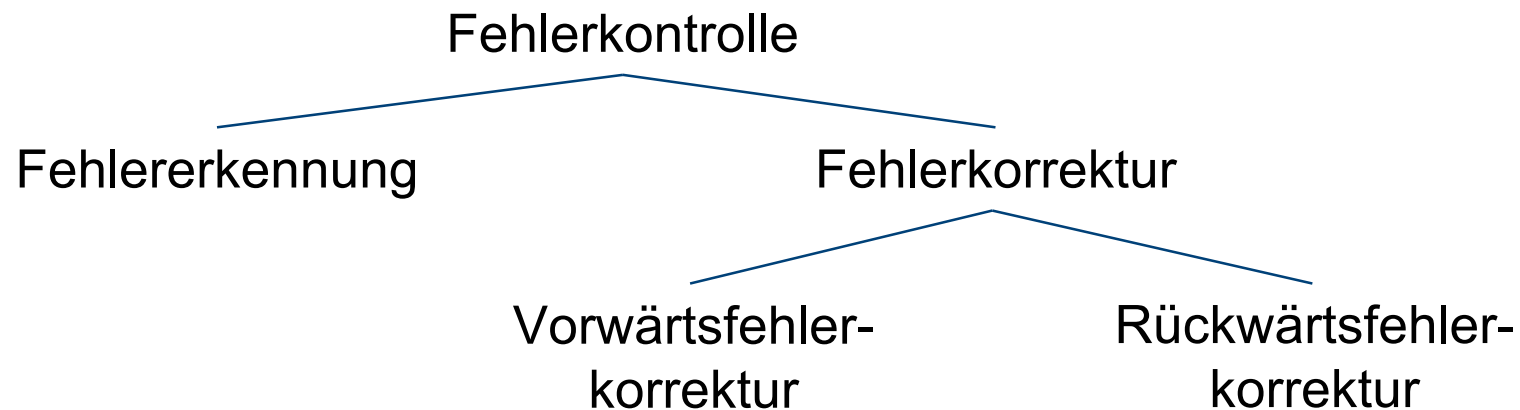 Fehlerkontrolle
Fehlererkennung
Fehlerkorrektur
Vorwärtsfehler-
korrektur
Rückwärtsfehler-
korrektur